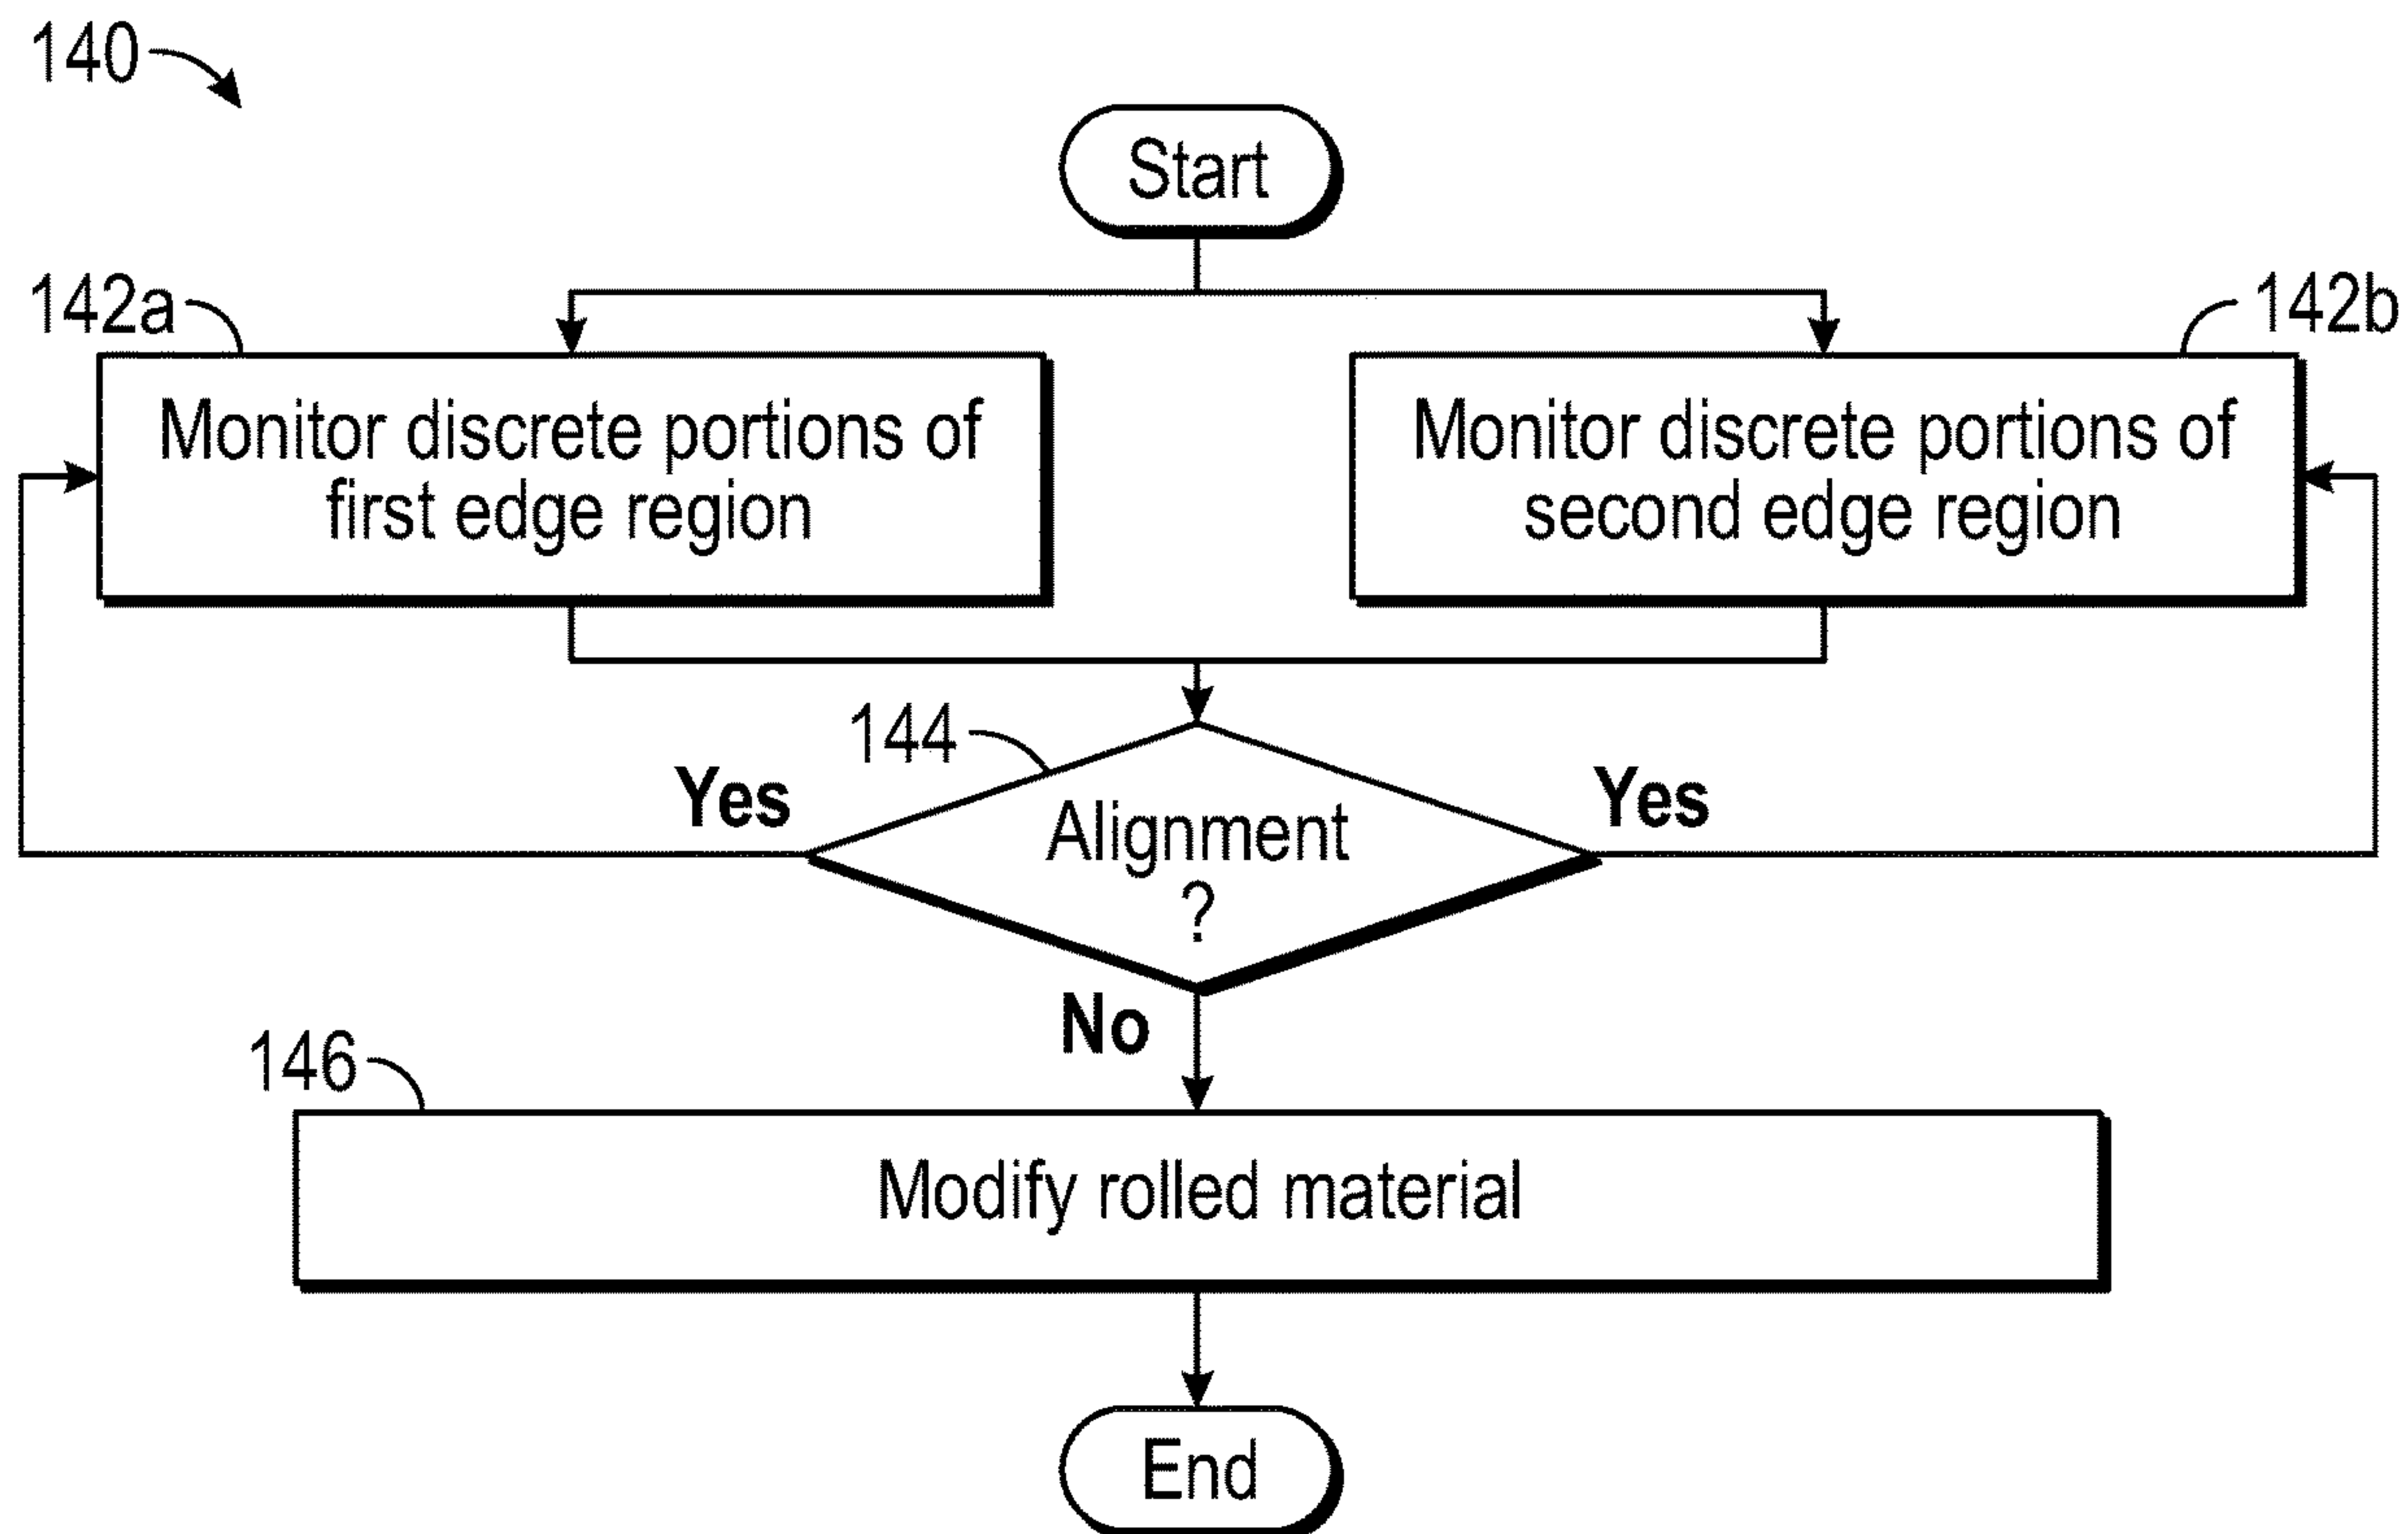 140
Start
142a
142b
Monitor discrete portions of
first edge region
Monitor discrete portions of
second edge region
144
Yes
Yes
Alignment
?
No
146
Modify rolled material
End